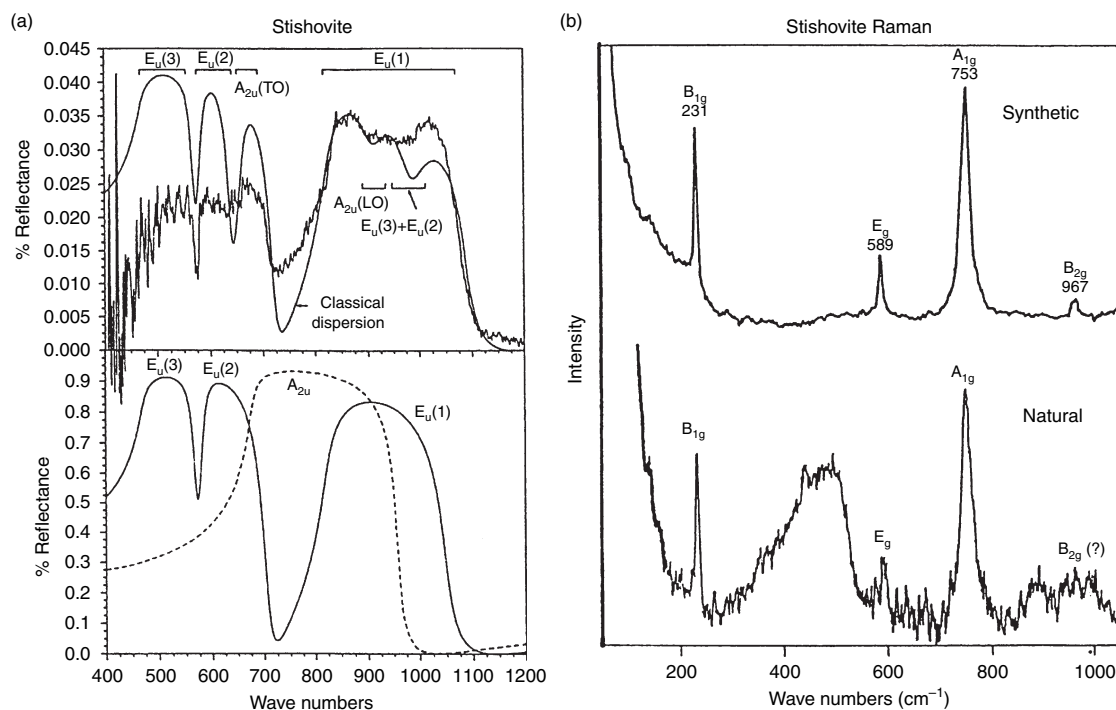 (a)
Stishovite
0.045
0.040
0.035
0.030
0.025
0.020
0.015
0.010
0.005
0.000
% Reflectance
Eu(3)
Eu(2)
A2u(TO)
Eu(1)
A2u(LO)
Eu(3)+Eu(2)
Classical
dispersion
0.9
0.8
0.7
0.6
0.5
0.4
0.3
0.2
0.1
0.0
% Reflectance
Eu(3)
Eu(2)
A2u
Eu(1)
400 500 600 700 800 900 1000 1100 1200
Wave numbers
(b)
Stishovite Raman
Intensity
B1g
231
Eg
589
A1g
753
B2g
967
Synthetic
B1g
Eg
A1g
B2g (?)
Natural
200 400 600 800 1000
Wave numbers (cm−1)